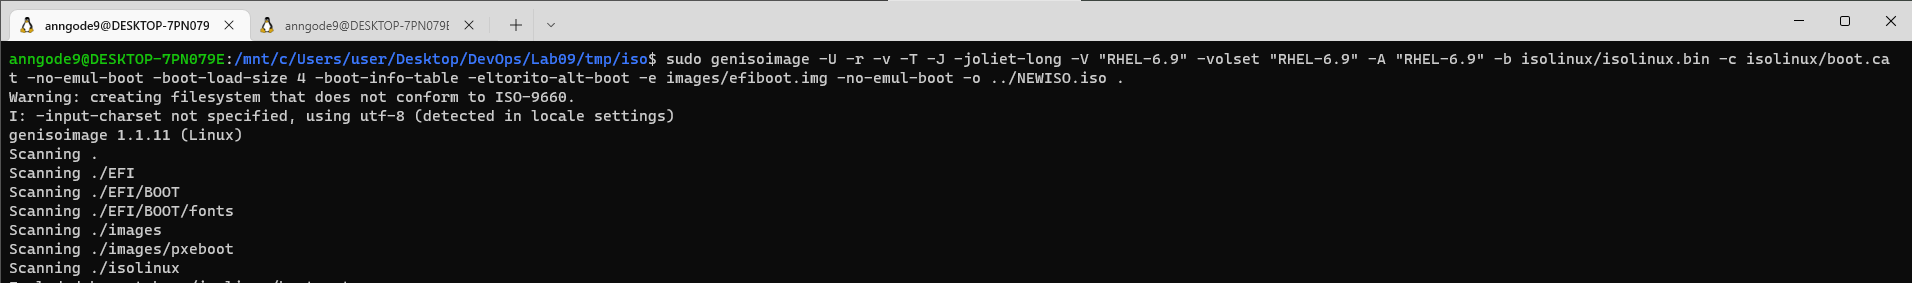 anngode9@DESKTOP-7PN079
anngode9@DESKTOP-7PN079E
anngode9@DESKTOP-7PN079E:/mnt/c/Users/user/Desktop/DevOps/Lab09/tmp/iso$ sudo genisoimage -U -r -v -T -J -joliet-long -V "RHEL-6.9" -volset "RHEL-6.9" -A "RHEL-6.9" -b isolinux/isolinux.bin -c isolinux/boot.ca
t -no-emul-boot -boot-load-size 4 -boot-info-table -eltorito-alt-boot -e images/efiboot.img -no-emul-boot -o ../NEWISO.iso .
Warning: creating filesystem that does not conform to ISO-9660.
I: -input-charset not specified, using utf-8 (detected in locale settings)
genisoimage 1.1.11 (Linux)
Scanning .
Scanning ./EFI
Scanning ./EFI/BOOT
Scanning ./EFI/BOOT/fonts
Scanning ./images
Scanning ./images/pxeboot
Scanning ./isolinux